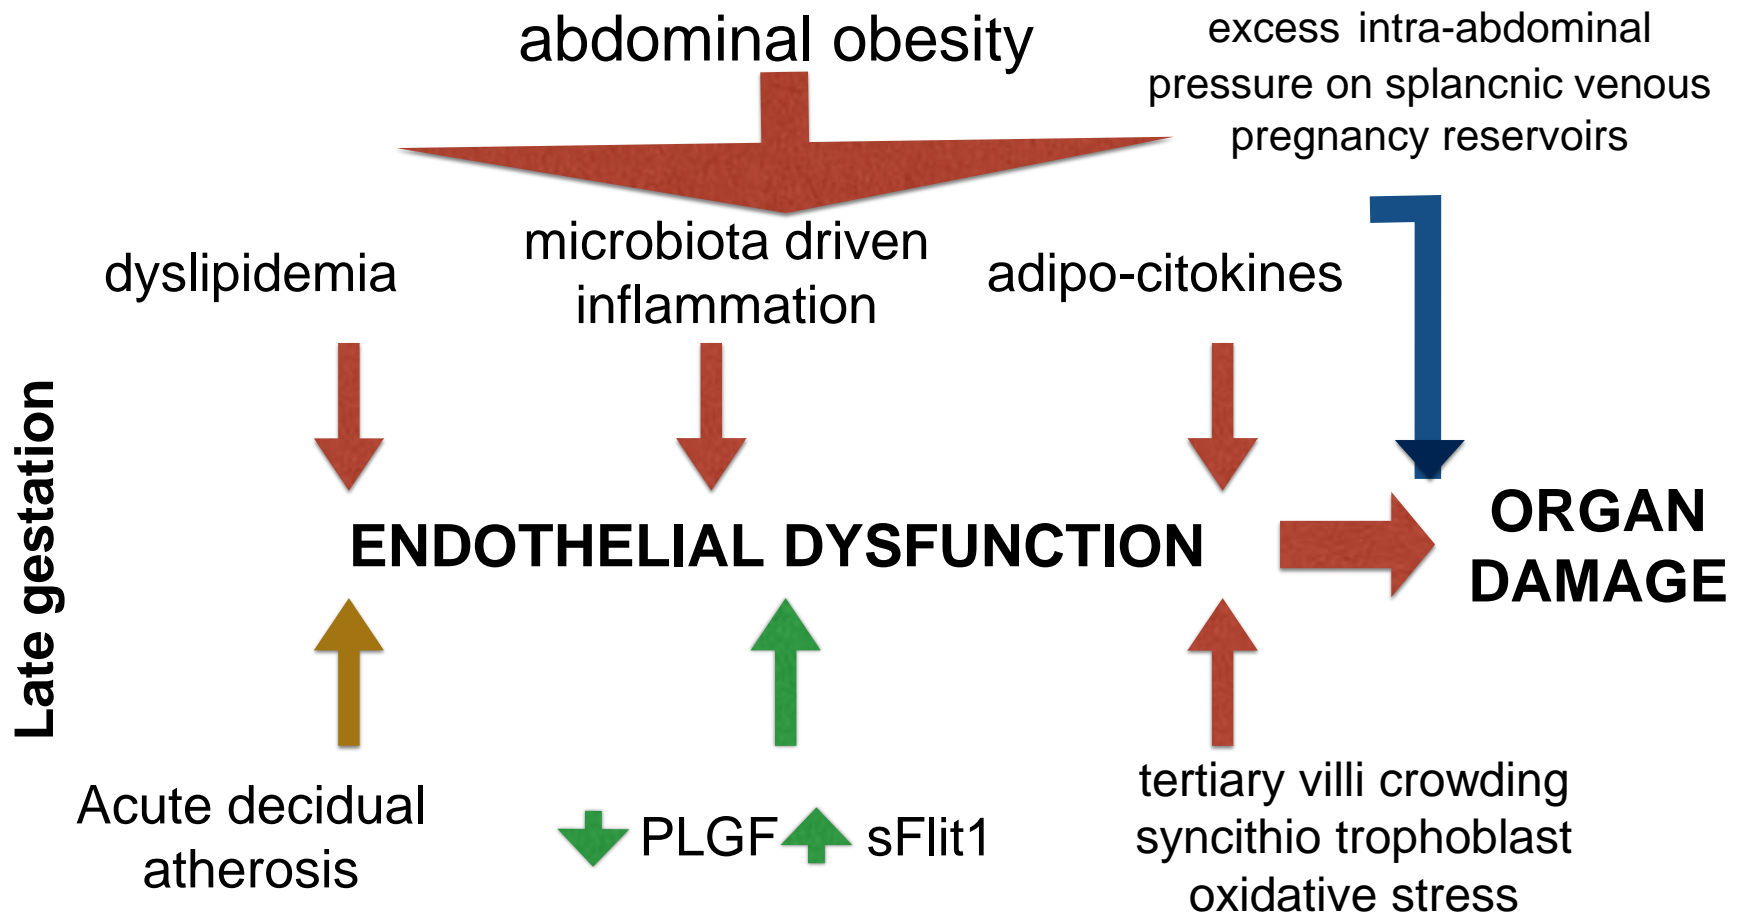 abdominal obesity
excess intra-abdominal
pressure on splancnic venous
pregnancy reservoirs
dyslipidemia
microbiota driven
inflammation
adipo-citokines
Late gestation
ENDOTHELIAL DYSFUNCTION
ORGAN
DAMAGE
Acute decidual
atherosis
PLGF sFlit1
tertiary villi crowding
syncithio trophoblast
oxidative stress